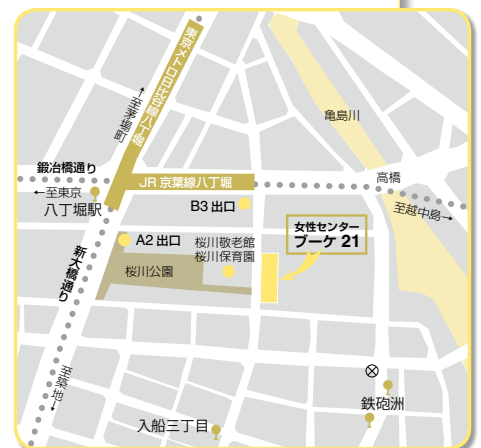 東京メトロ日比谷線八丁堀
←至茅場町
亀島川
鍛冶橋通り
←至東京
八丁堀駅
JR 京葉線八丁堀
高橋
至越中島→
B3 出口
A2 出口
桜川敬老館
桜川保育園
女性センター
ブーケ 21
桜川公園
新大橋通り
至築地→
鉄砲洲
入船三丁目